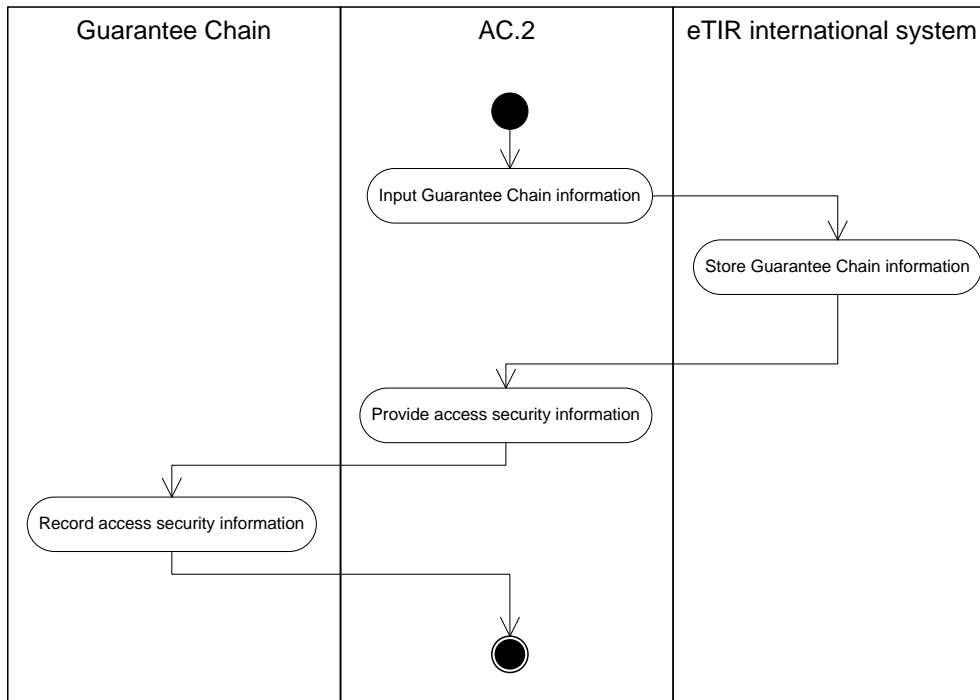 Guarantee Chain
AC.2
eTIR international system
Input Guarantee Chain information
Store Guarantee Chain information
Provide access security information
Record access security information